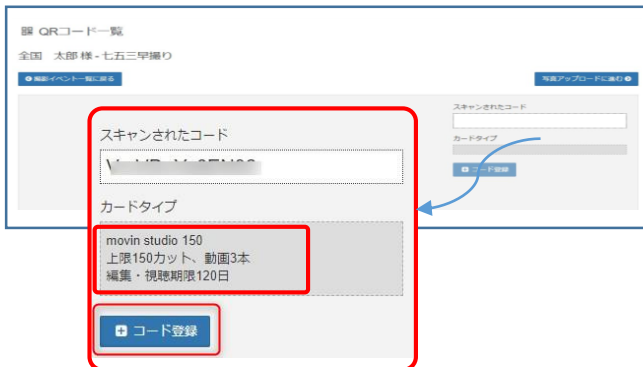 QRコード一覧
全国　太郎 様 - 七五三早撮り
撮影イベント一覧に戻る
写真アップロードに進む
スキャンされたコード
カードタイプ
コード登録
スキャンされたコード
カードタイプ
movin studio 150
上限150カット、動画3本
編集・視聴期限120日
コード登録